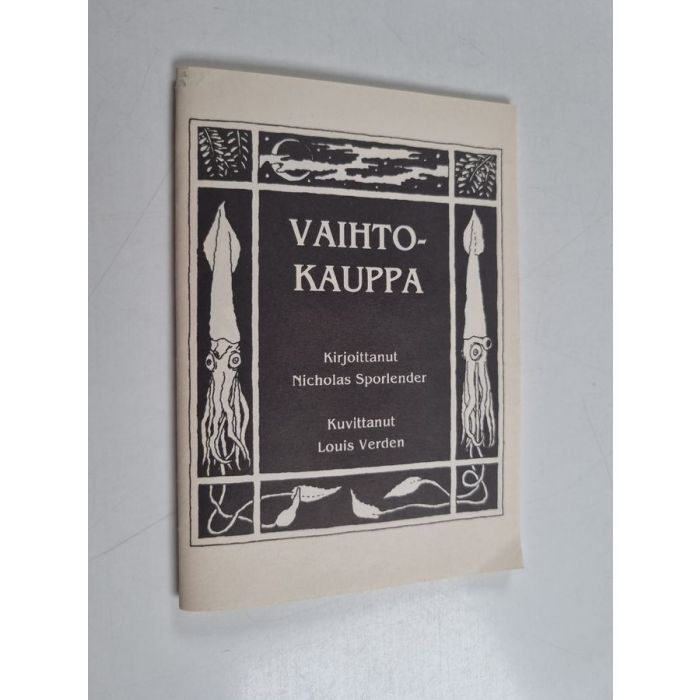 VAIHTO-
KAUPPA
Kirjoittanut
Nicholas Sporlender
Kuvittanut
Louis Verden